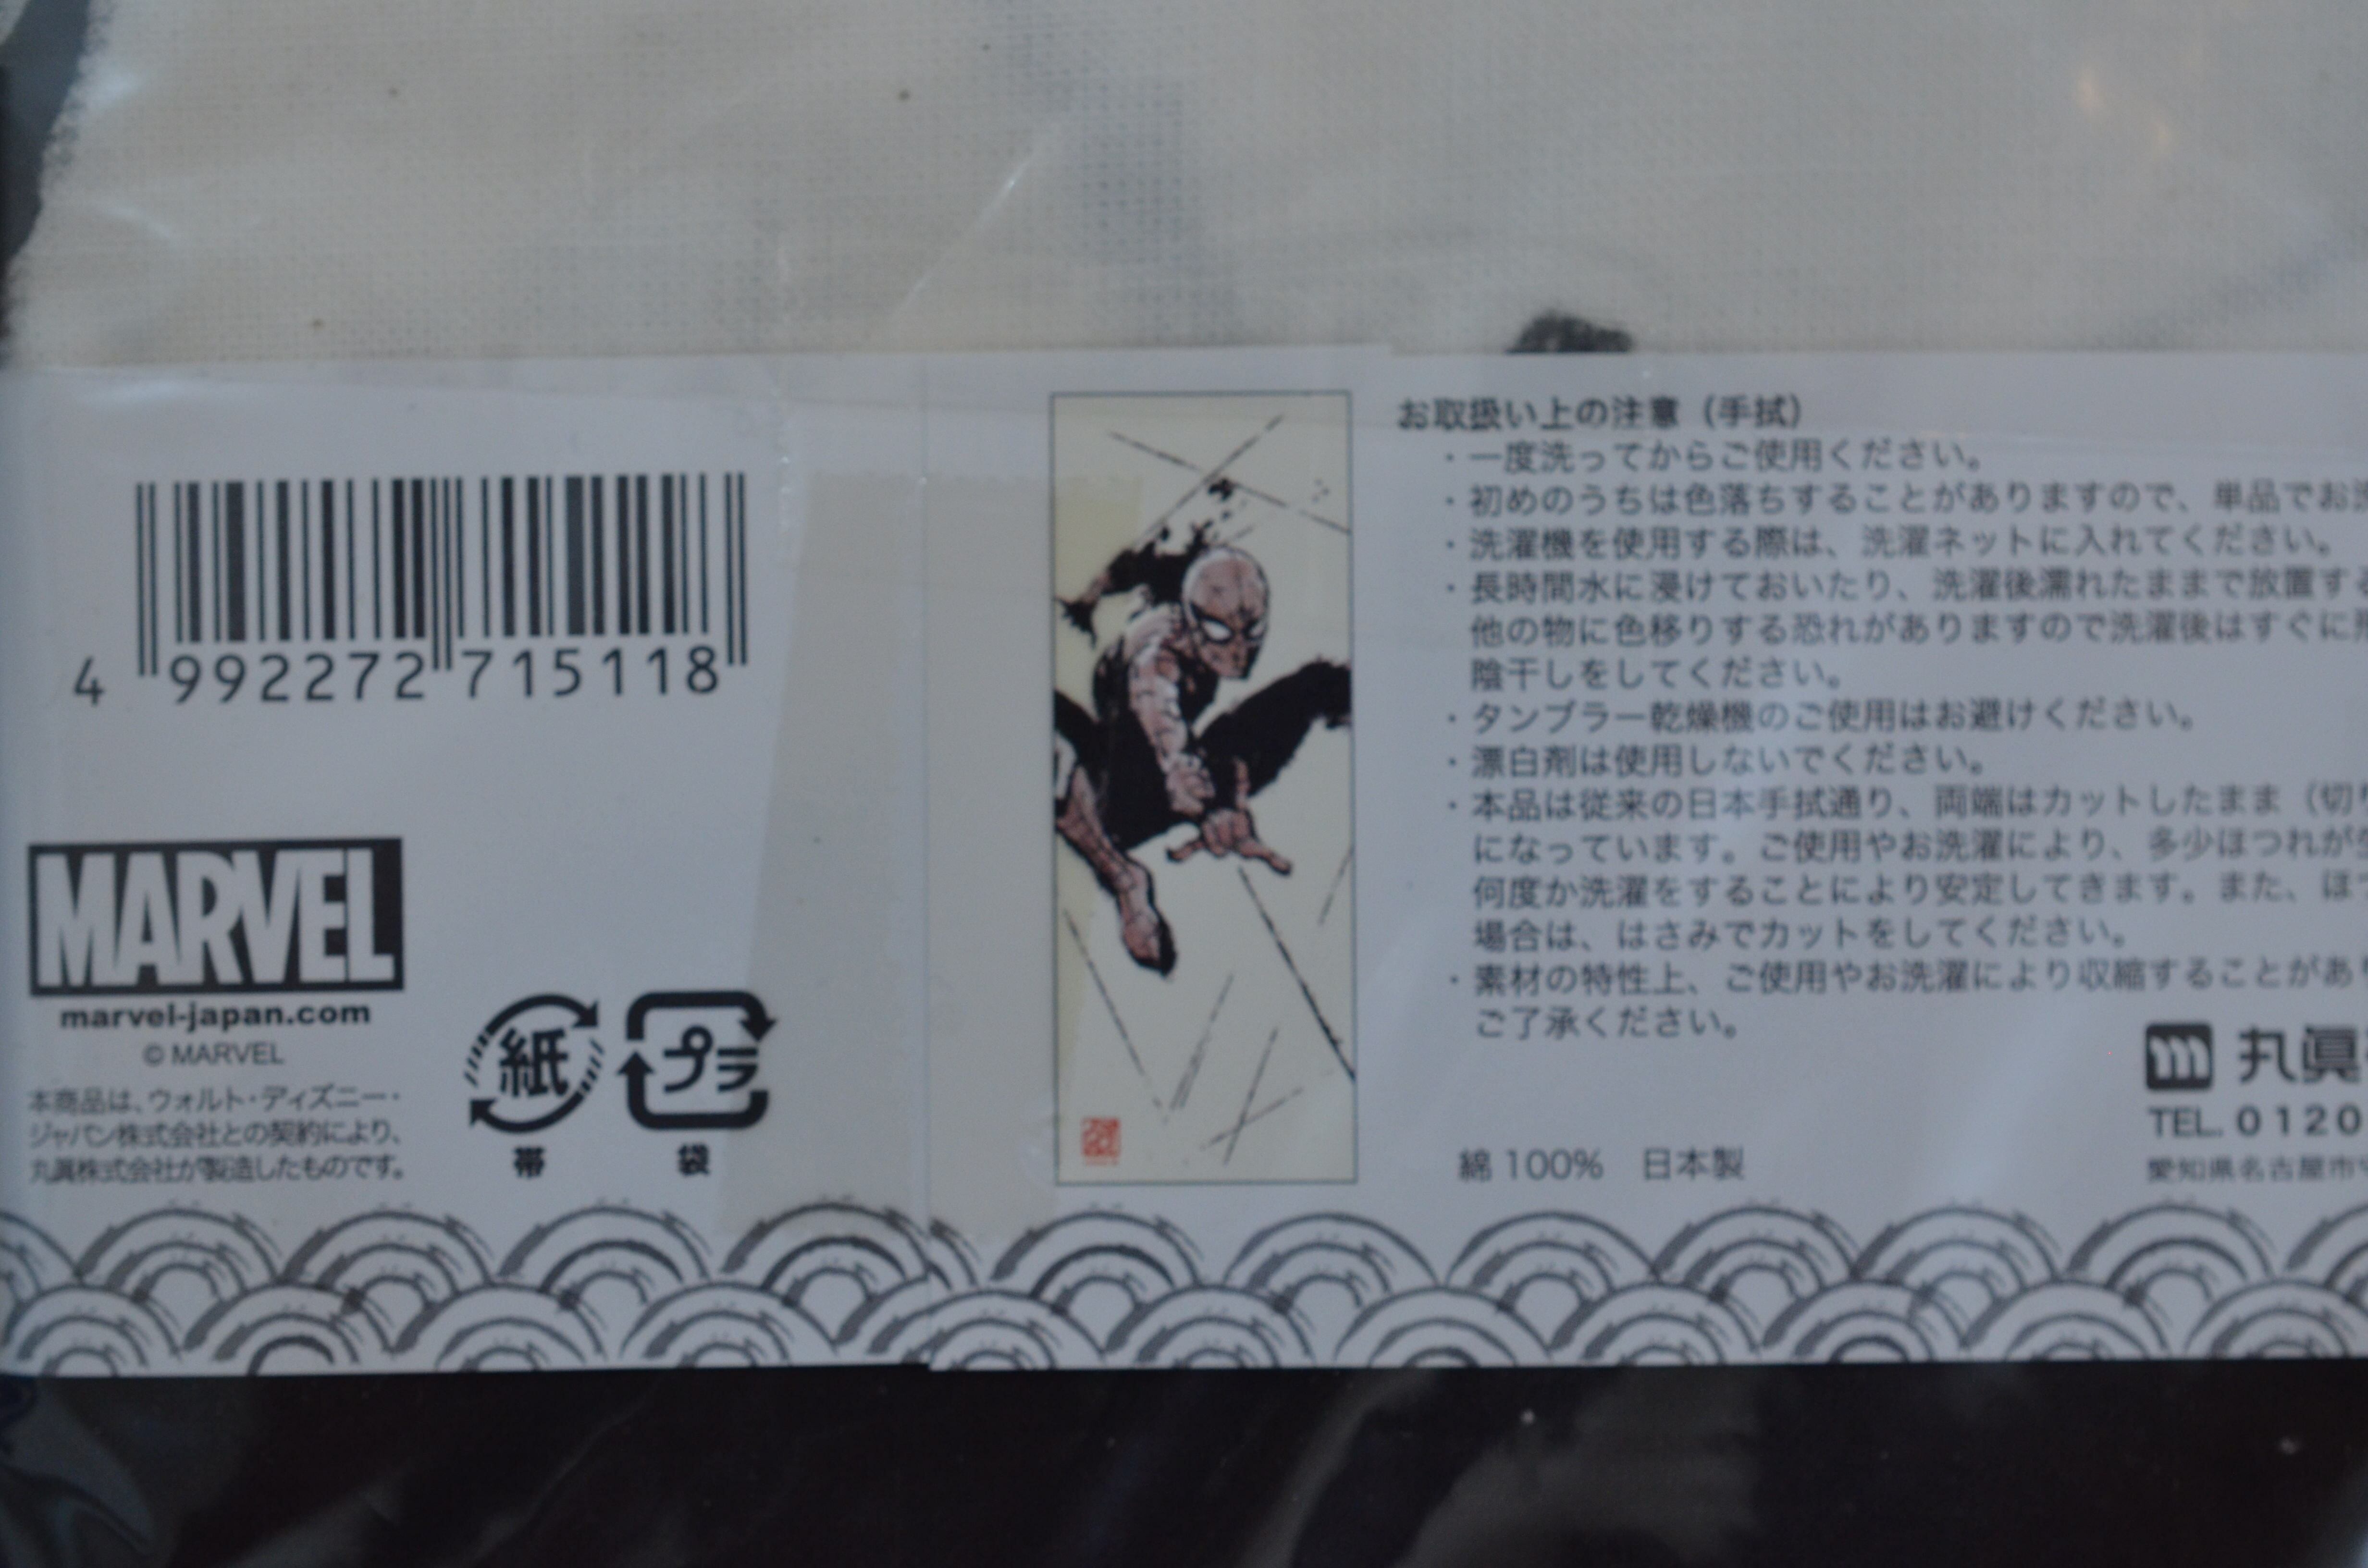 4 992272 715118
MARVEL
marvel-japan.com
© MARVEL
本商品は、ウォルト・ディズニー・
ジャパン株式会社との契約により、
丸眞株式会社が製造したものです。
紙
帯
プラ
袋
お取扱い上の注意（手拭）
・一度洗ってからご使用ください。
・初めのうちは色落ちすることがありますので、単品でお洗
・洗濯機を使用する際は、洗濯ネットに入れてください。
・長時間水に浸けておいたり、洗濯後濡れたままで放置する
他の物に色移りする恐れがありますので洗濯後はすぐに形
陰干しをしてください。
・タンブラー乾燥機のご使用はお避けください。
・漂白剤は使用しないでください。
・本品は従来の日本手拭通り、両端はカットしたまま（切り
になっています。ご使用やお洗濯により、多少ほつれが生
何度か洗濯をすることにより安定してきます。また、ほつ
場合は、はさみでカットをしてください。
・素材の特性上、ご使用やお洗濯により収縮することがあり
ご了承ください。
綿 100%　日本製
丸眞
TEL. 0120
愛知県名古屋市